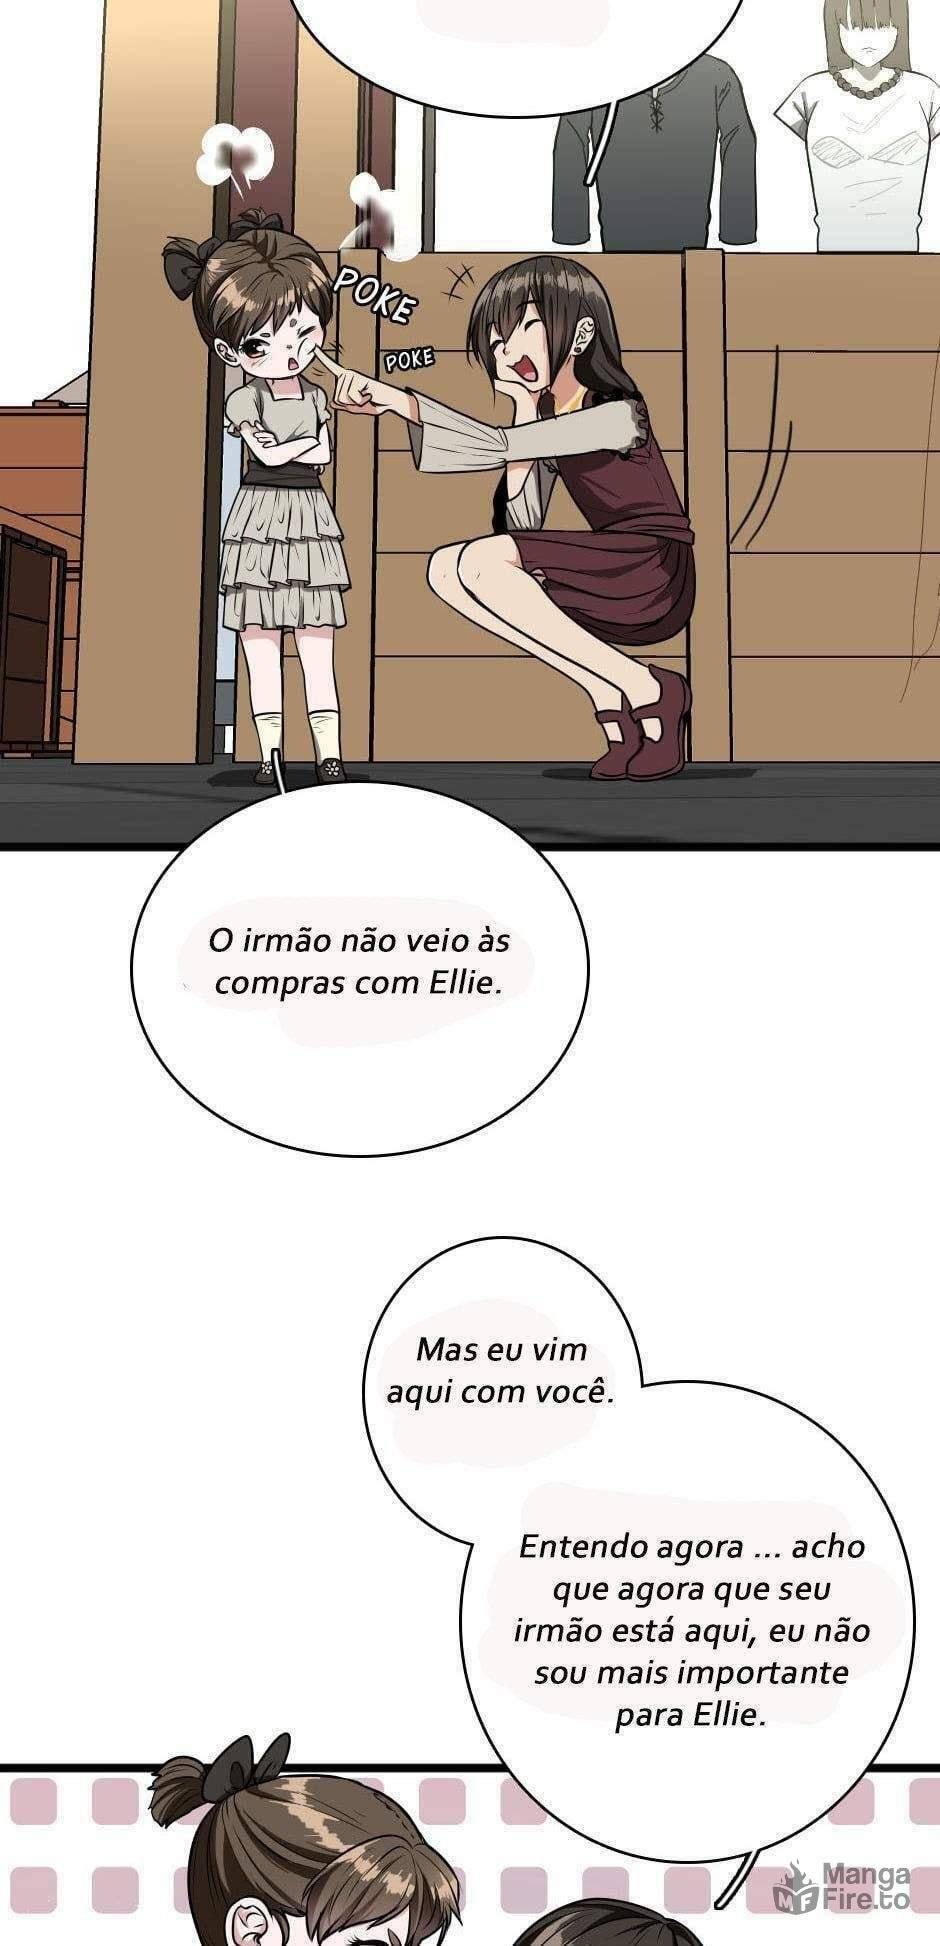 POKE
POKE
O irmão não veio às
compras com Ellie.
Mas eu vim
aqui com você.
Entendo agora ... acho
que agora que seu
irmão está aqui, eu não
sou mais importante
para Ellie.
Manga
Fire.to